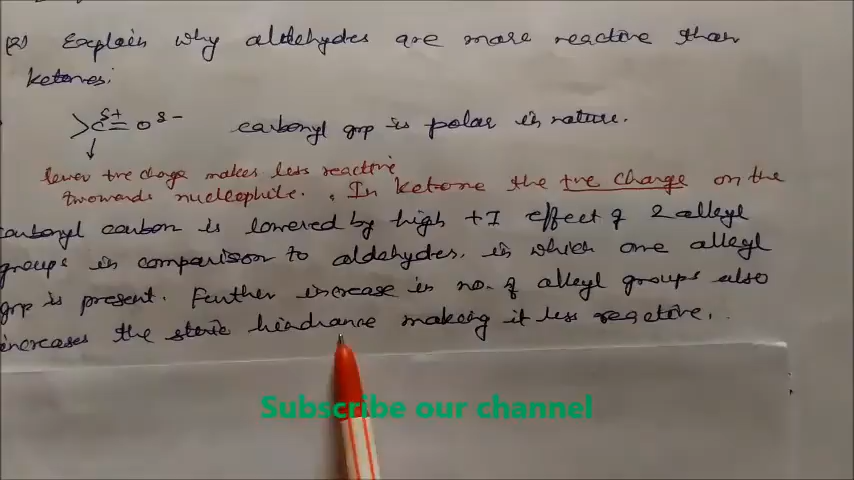 (2) Explain why aldehydes are more reactive than
ketones.
>C^δ+ = O^δ- carbonyl grp is polar in nature.
lower +ve charge makes less reactive
towards nucleophile. In ketone the +ve charge on the
carbonyl carbon is lowered by high +I effect of 2 alkyl
groups in comparison to aldehydes, in which one alkyl
grp is present. Further increase in no. of alkyl groups also
increases the steric hindrance making it less reactive.
Subscribe our channel